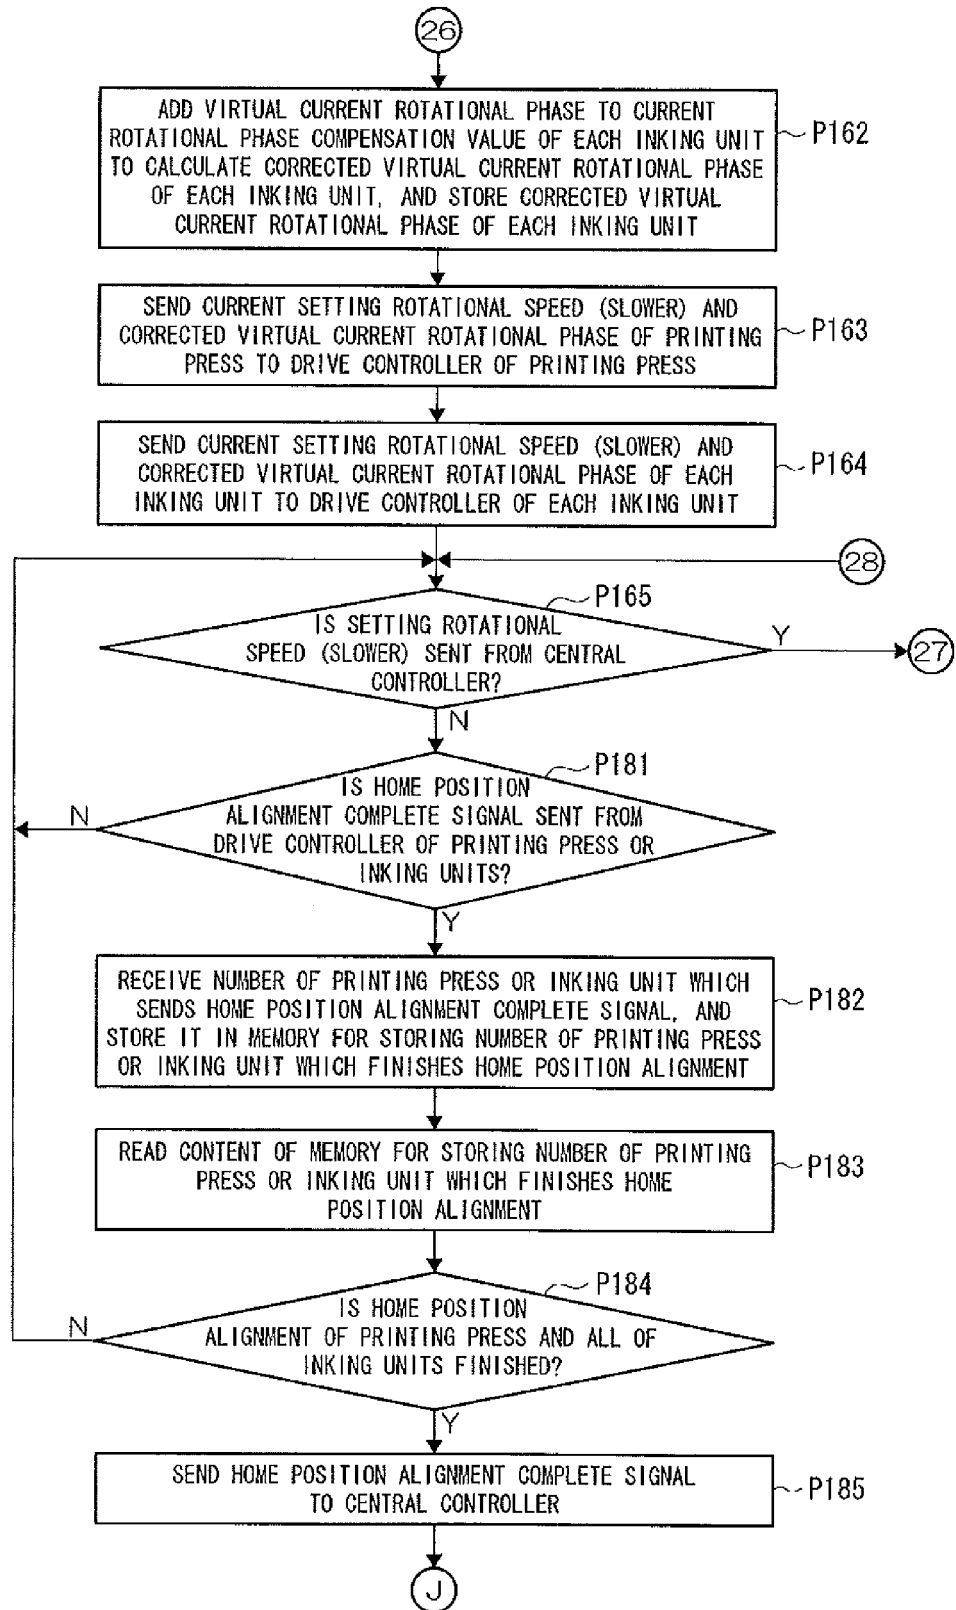 26
ADD VIRTUAL CURRENT ROTATIONAL PHASE TO CURRENT
ROTATIONAL PHASE COMPENSATION VALUE OF EACH INKING UNIT
TO CALCULATE CORRECTED VIRTUAL CURRENT ROTATIONAL PHASE
OF EACH INKING UNIT, AND STORE CORRECTED VIRTUAL
CURRENT ROTATIONAL PHASE OF EACH INKING UNIT
P162
SEND CURRENT SETTING ROTATIONAL SPEED (SLOWER) AND
CORRECTED VIRTUAL CURRENT ROTATIONAL PHASE OF PRINTING
PRESS TO DRIVE CONTROLLER OF PRINTING PRESS
P163
SEND CURRENT SETTING ROTATIONAL SPEED (SLOWER) AND
CORRECTED VIRTUAL CURRENT ROTATIONAL PHASE OF EACH
INKING UNIT TO DRIVE CONTROLLER OF EACH INKING UNIT
P164
28
P165
IS SETTING ROTATIONAL
SPEED (SLOWER) SENT FROM CENTRAL
CONTROLLER?
Y
27
N
P181
IS HOME POSITION
ALIGNMENT COMPLETE SIGNAL SENT FROM
DRIVE CONTROLLER OF PRINTING PRESS OR
INKING UNITS?
N
Y
RECEIVE NUMBER OF PRINTING PRESS OR INKING UNIT WHICH
SENDS HOME POSITION ALIGNMENT COMPLETE SIGNAL, AND
STORE IT IN MEMORY FOR STORING NUMBER OF PRINTING PRESS
OR INKING UNIT WHICH FINISHES HOME POSITION ALIGNMENT
P182
READ CONTENT OF MEMORY FOR STORING NUMBER OF PRINTING
PRESS OR INKING UNIT WHICH FINISHES HOME
POSITION ALIGNMENT
P183
P184
IS HOME POSITION
ALIGNMENT OF PRINTING PRESS AND ALL OF
INKING UNITS FINISHED?
N
Y
SEND HOME POSITION ALIGNMENT COMPLETE SIGNAL
TO CENTRAL CONTROLLER
P185
J